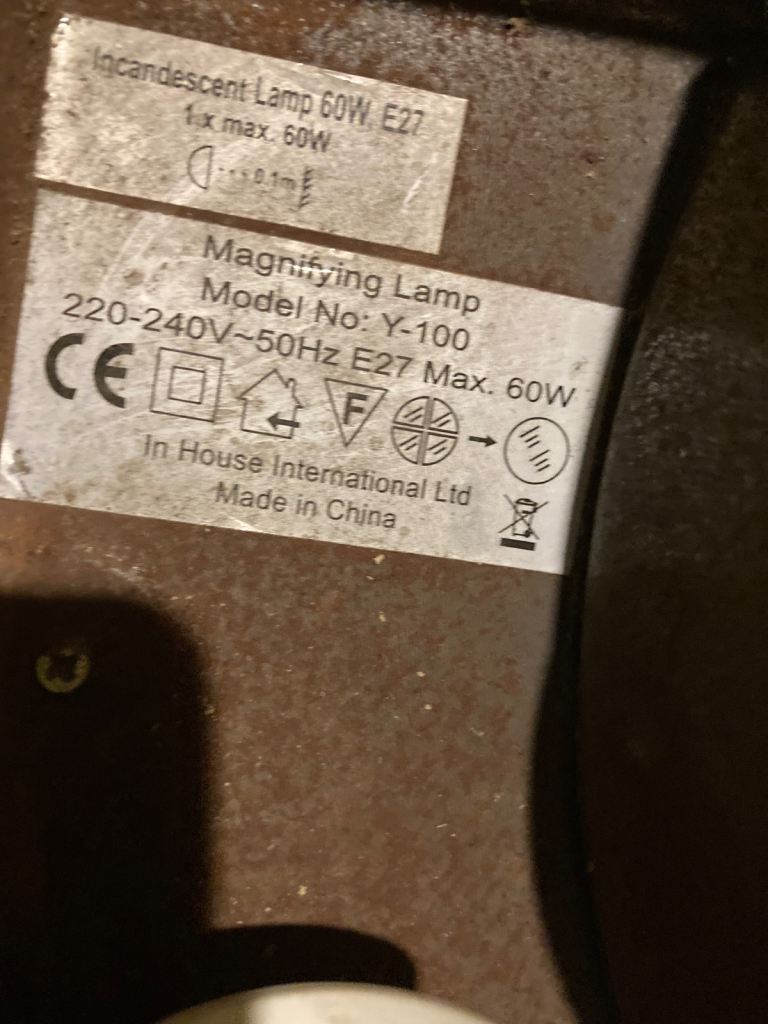 Incandescent Lamp 60W, E27
1 x max. 60W
0.1m
Magnifying Lamp
Model No: Y-100
220-240V~50Hz E27 Max. 60W
CE F
In House International Ltd
Made in China